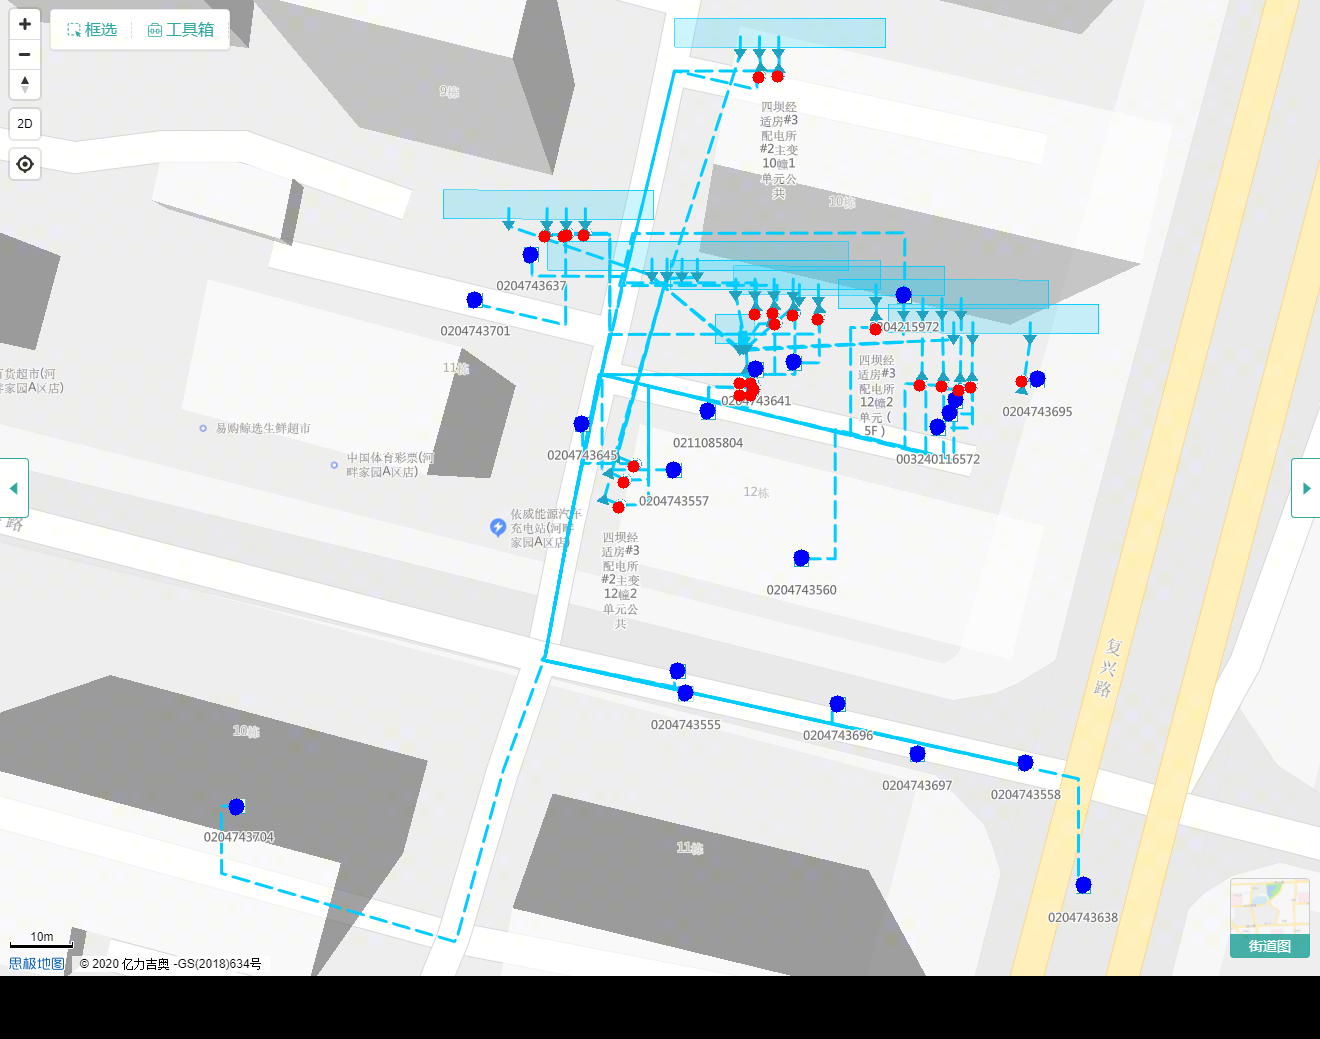 框选
工具箱
2D
9栋
四坝经
适房#3
配电所
#2主变
10幢1
单元公
共
10栋
0204743637
0204743701
0204215972
11栋
百货超市(河
畔家园A区店)
易购鲸选生鲜超市
中国体育彩票(河
畔家园A区店)
四坝经
适房#3
配电所
12幢2
单元 (
5F )
0204743641
0204743695
0211085804
0204743645
003240116572
0204743557
12栋
依威能源汽车
充电站(河畔
家园A区店)
路
四坝经
适房#3
配电所
#2主变
12幢2
单元公
共
0204743560
复兴路
0204743555
0204743696
10栋
0204743697
0204743558
0204743704
11栋
0204743638
10m
思极地图
© 2020 亿力吉奥 -GS(2018)634号
街道图